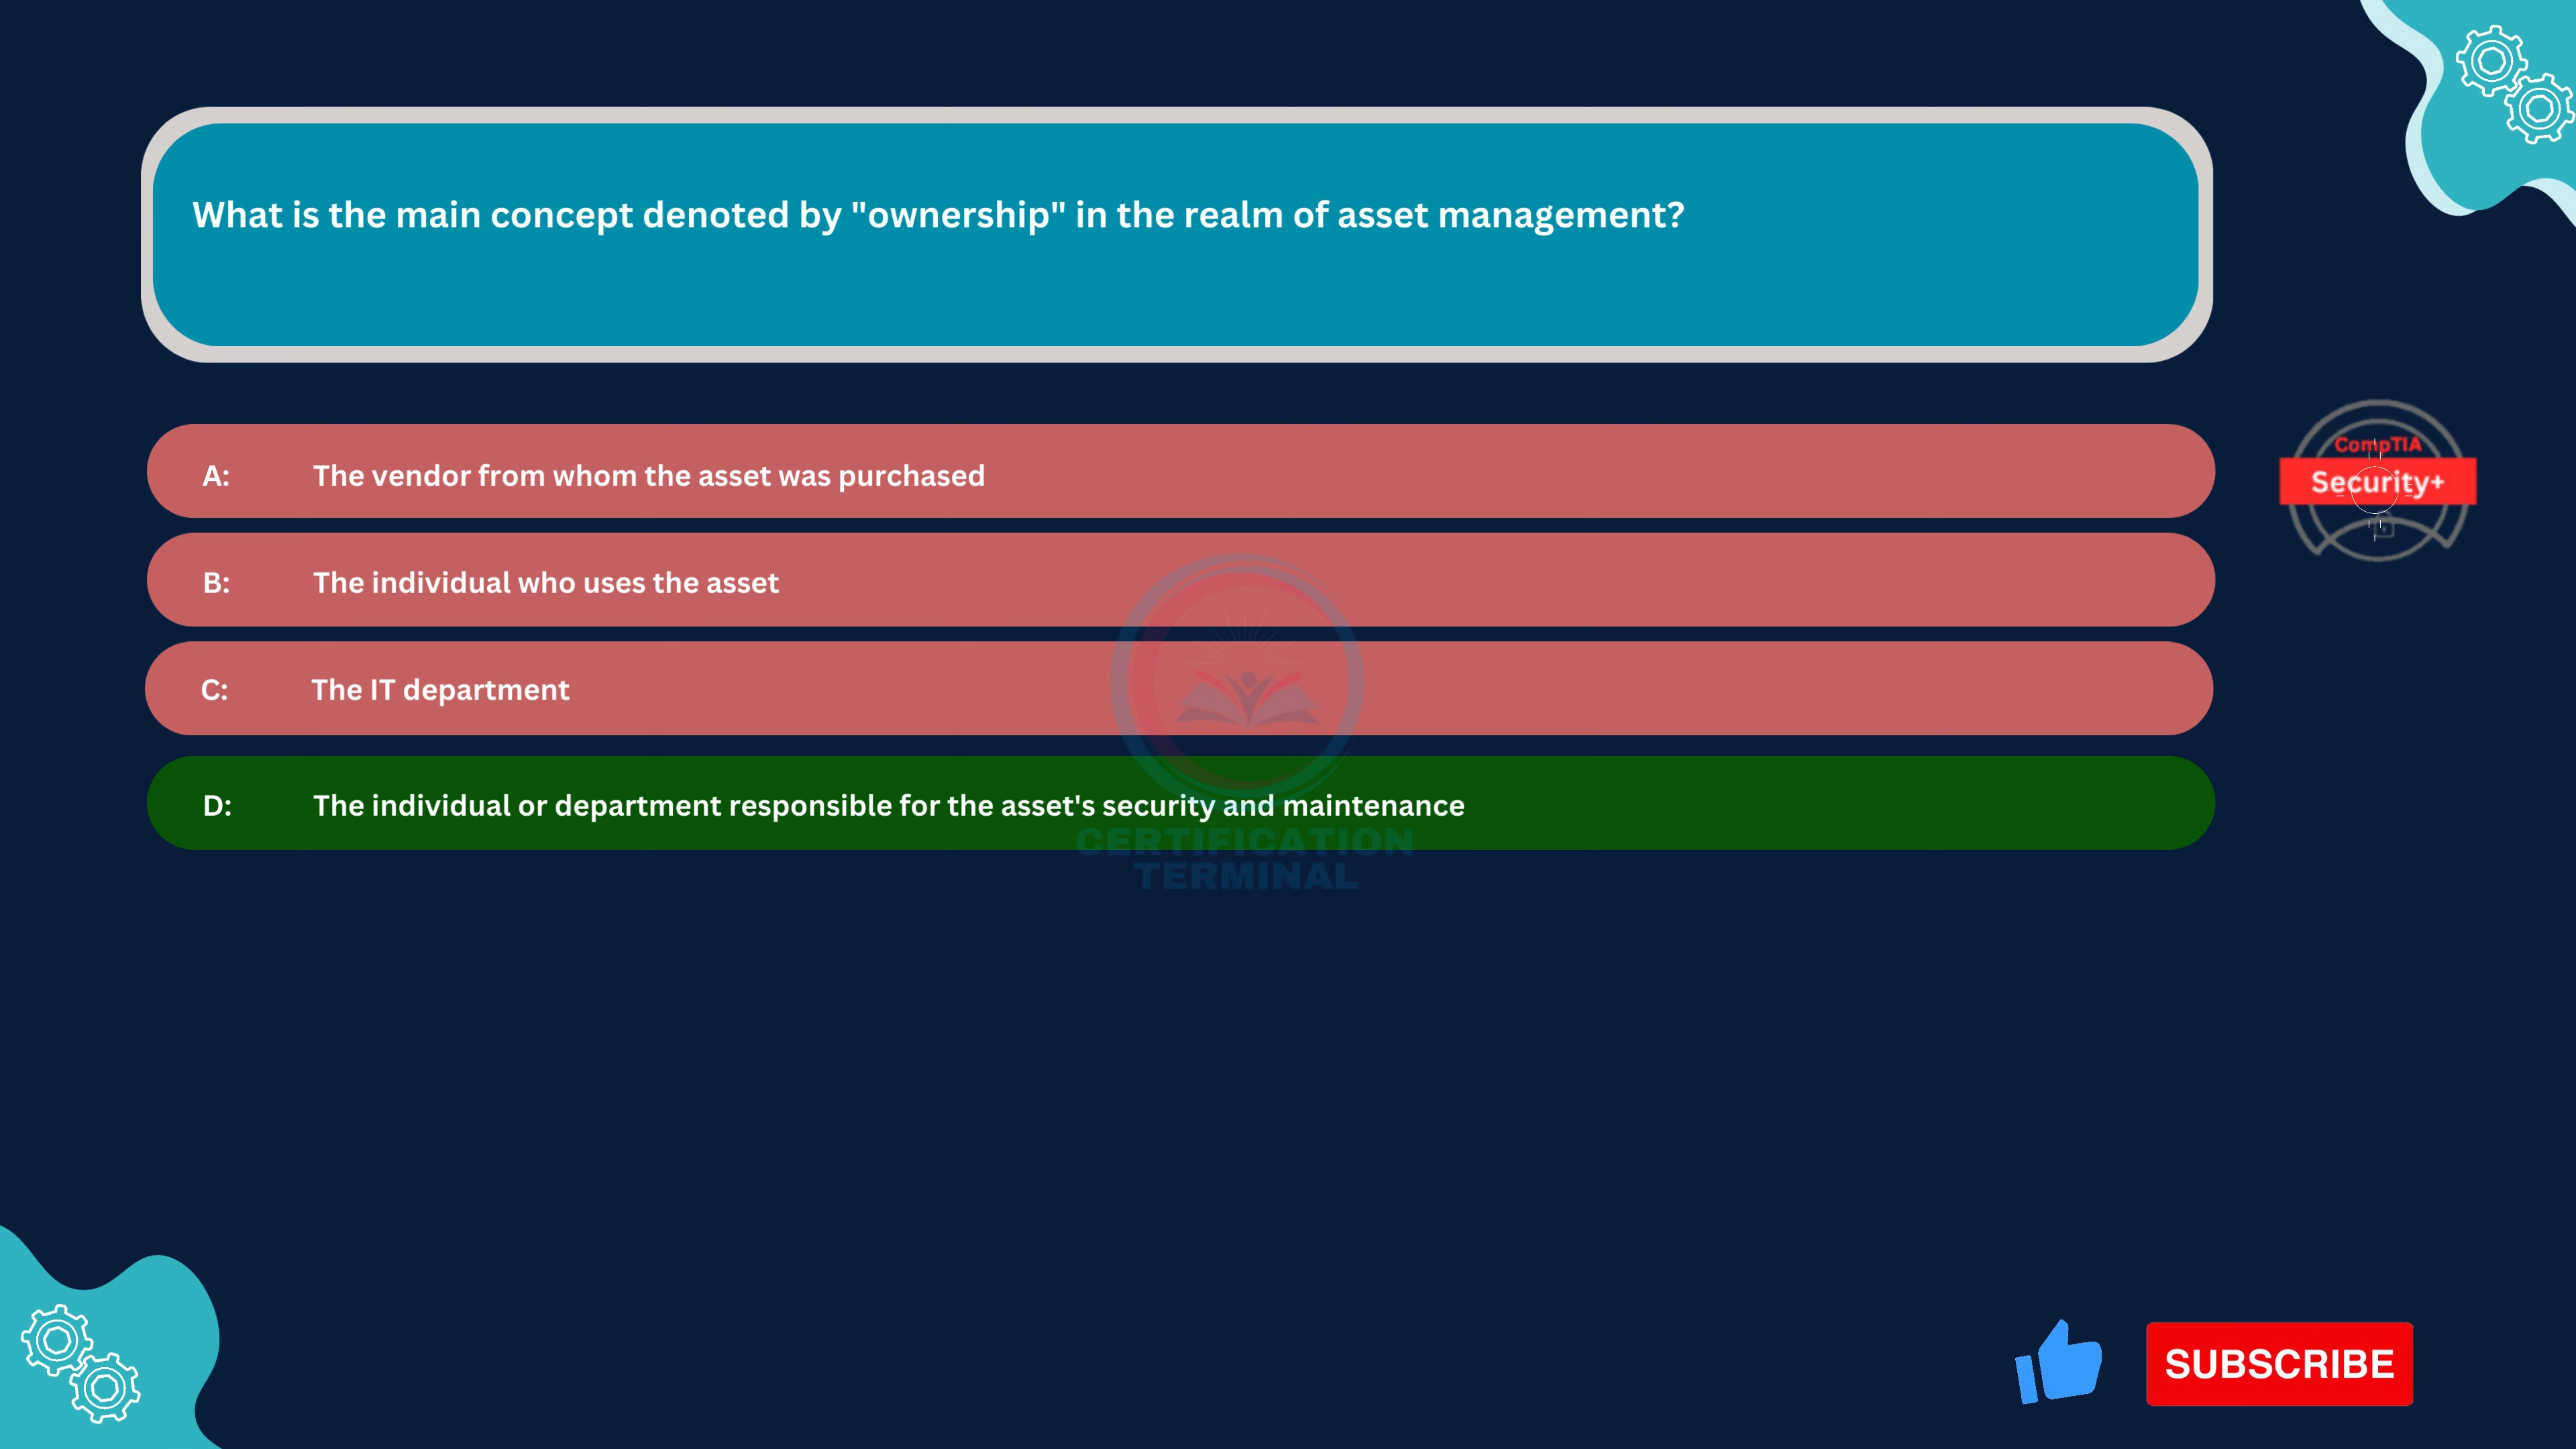 What is the main concept denoted by "ownership" in the realm of asset management?
A: The vendor from whom the asset was purchased
CompTIA
Security+
B: The individual who uses the asset
C: The IT department
D: The individual or department responsible for the asset's security and maintenance
CERTIFICATION
TERMINAL
SUBSCRIBE